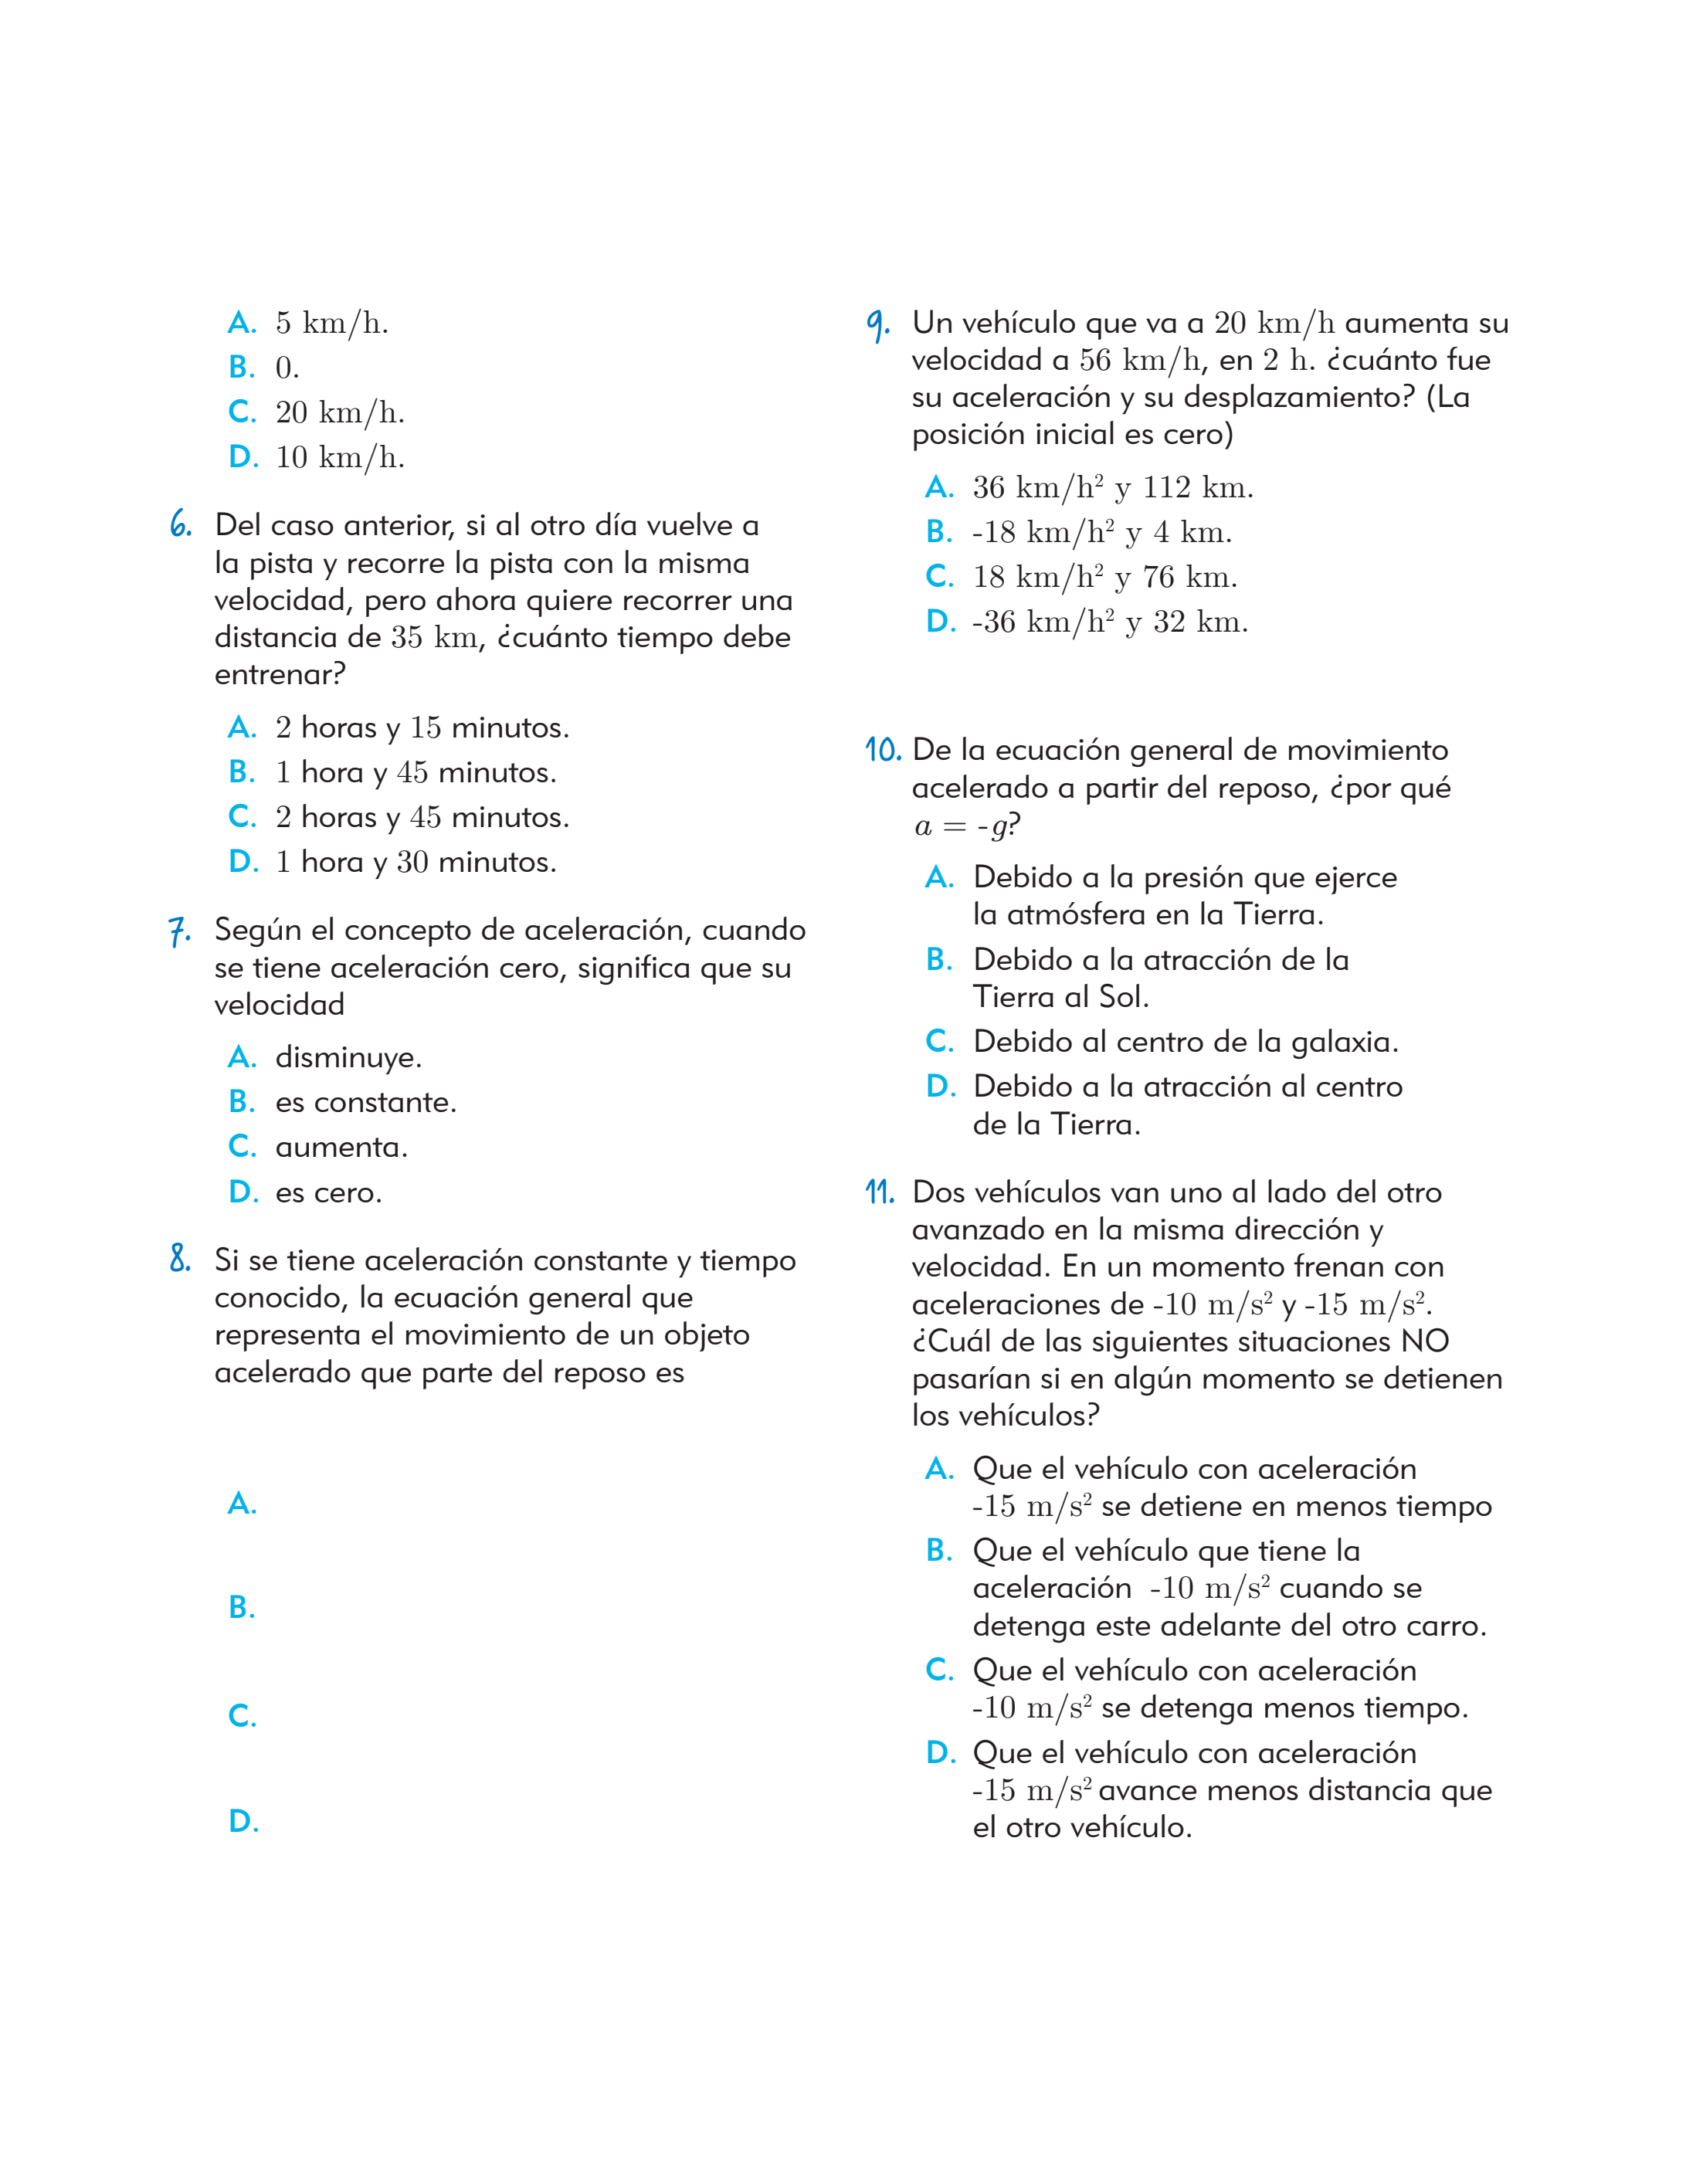 A. 5 km/h.
B. 0.
C. 20 km/h.
D. 10 km/h.
6. Del caso anterior, si al otro día vuelve a
la pista y recorre la pista con la misma
velocidad, pero ahora quiere recorrer una
distancia de 35 km, ¿cuánto tiempo debe
entrenar?
A. 2 horas y 15 minutos.
B. 1 hora y 45 minutos.
C. 2 horas y 45 minutos.
D. 1 hora y 30 minutos.
7. Según el concepto de aceleración, cuando
se tiene aceleración cero, significa que su
velocidad
A. disminuye.
B. es constante.
C. aumenta.
D. es cero.
8. Si se tiene aceleración constante y tiempo
conocido, la ecuación general que
representa el movimiento de un objeto
acelerado que parte del reposo es
A.
B.
C.
D.
9. Un vehículo que va a 20 km/h aumenta su
velocidad a 56 km/h, en 2 h. ¿cuánto fue
su aceleración y su desplazamiento? (La
posición inicial es cero)
A. 36 km/h² y 112 km.
B. -18 km/h² y 4 km.
C. 18 km/h² y 76 km.
D. -36 km/h² y 32 km.
10. De la ecuación general de movimiento
acelerado a partir del reposo, ¿por qué
a = -g?
A. Debido a la presión que ejerce
la atmósfera en la Tierra.
B. Debido a la atracción de la
Tierra al Sol.
C. Debido al centro de la galaxia.
D. Debido a la atracción al centro
de la Tierra.
11. Dos vehículos van uno al lado del otro
avanzado en la misma dirección y
velocidad. En un momento frenan con
aceleraciones de -10 m/s² y -15 m/s².
¿Cuál de las siguientes situaciones NO
pasarían si en algún momento se detienen
los vehículos?
A. Que el vehículo con aceleración
-15 m/s² se detiene en menos tiempo
B. Que el vehículo que tiene la
aceleración -10 m/s² cuando se
detenga este adelante del otro carro.
C. Que el vehículo con aceleración
-10 m/s² se detenga menos tiempo.
D. Que el vehículo con aceleración
-15 m/s² avance menos distancia que
el otro vehículo.